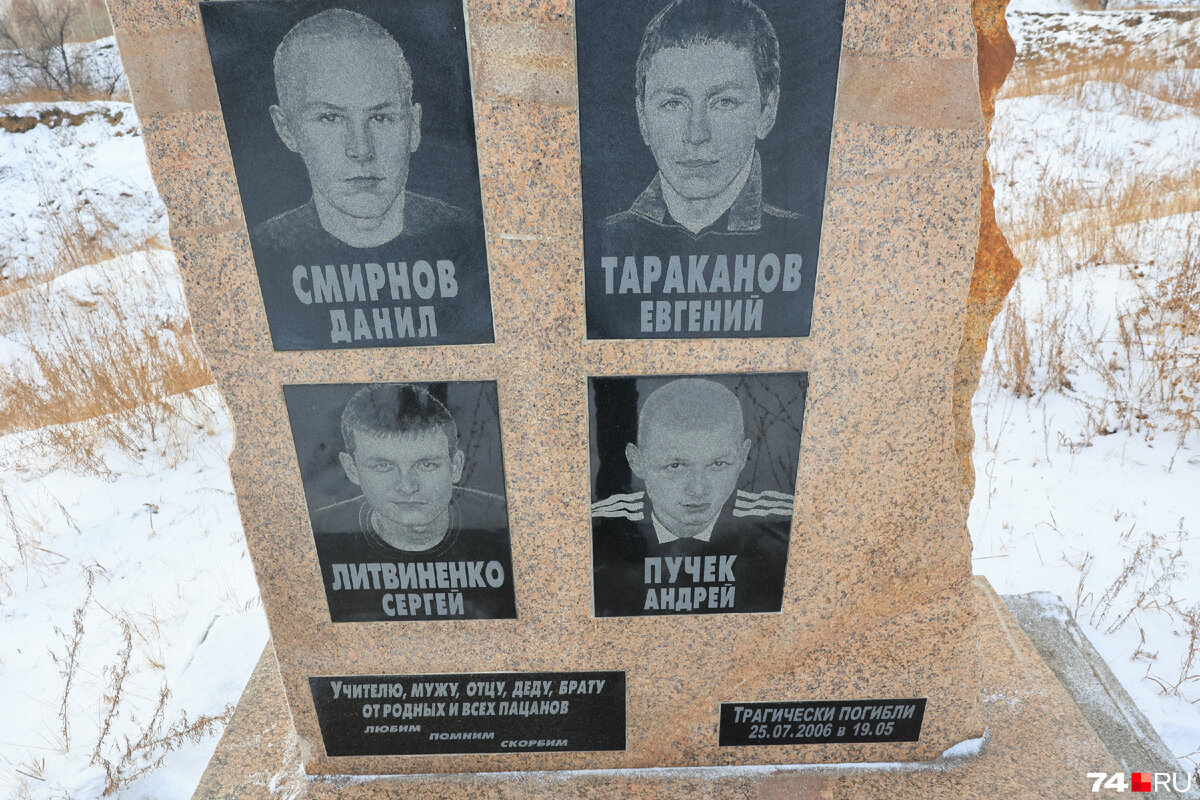 СМИРНОВ
ДАНИЛ
ТАРАКАНОВ
ЕВГЕНИЙ
ЛИТВИНЕНКО
СЕРГЕЙ
ПУЧЕК
АНДРЕЙ
УЧИТЕЛЮ, МУЖУ, ОТЦУ, ДЕДУ, БРАТУ
ОТ РОДНЫХ И ВСЕХ ПАЦАНОВ
ЛЮБИМ ПОМНИМ СКОРБИМ
ТРАГИЧЕСКИ ПОГИБЛИ
25.07.2006 в 19.05
74.RU